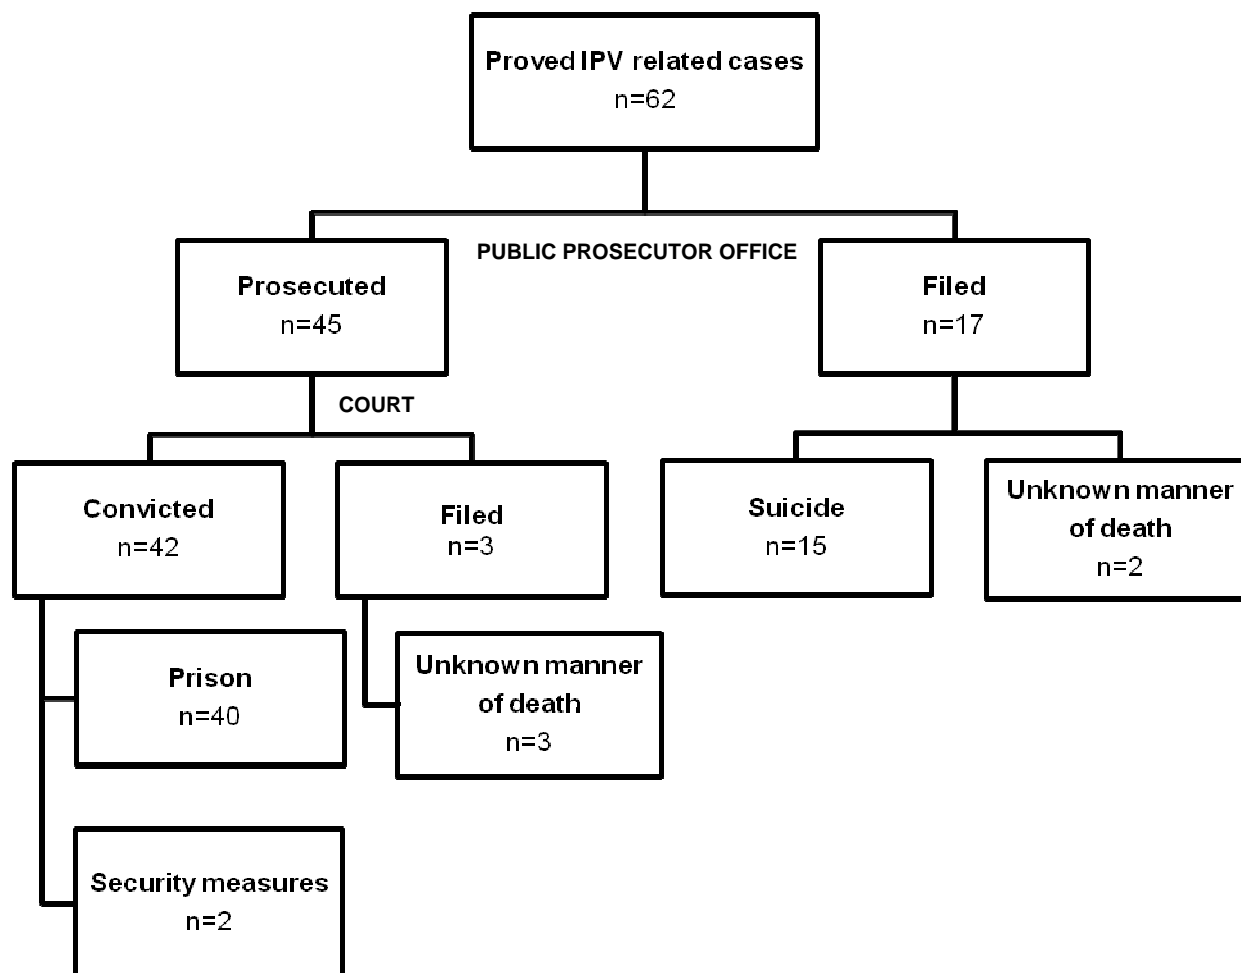 Proved IPV related cases
n=62
PUBLIC PROSECUTOR OFFICE
Prosecuted
n=45
Filed
n=17
COURT
Convicted
n=42
Filed
n=3
Suicide
n=15
Unknown manner
of death
n=2
Prison
n=40
Unknown manner
of death
n=3
Security measures
n=2